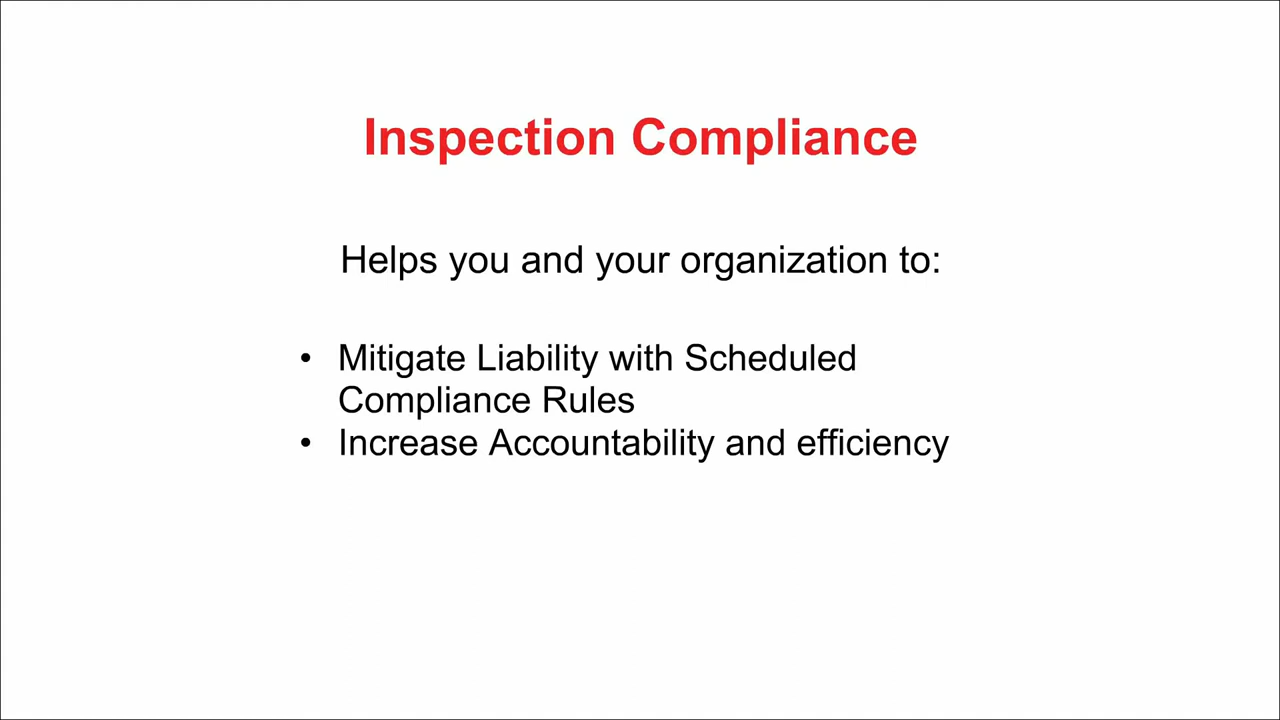 Inspection Compliance
Helps you and your organization to:
• Mitigate Liability with Scheduled
Compliance Rules
• Increase Accountability and efficiency